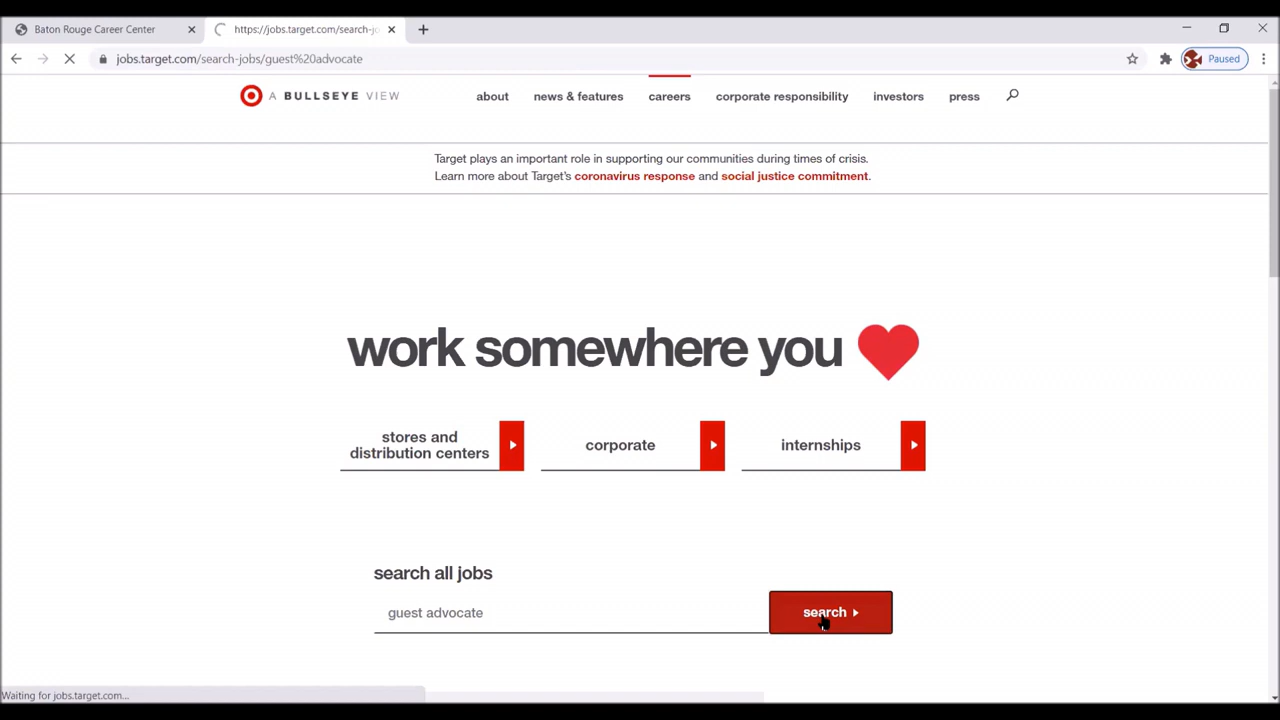 Baton Rouge Career Center
https://jobs.target.com/search-jo
jobs.target.com/search-jobs/guest%20advocate
Paused
A BULLSEYE VIEW
about
news & features
careers
corporate responsibility
investors
press
Target plays an important role in supporting our communities during times of crisis.
Learn more about Target's coronavirus response and social justice commitment.
work somewhere you
stores and
distribution centers
corporate
internships
search all jobs
guest advocate
search
Waiting for jobs.target.com...